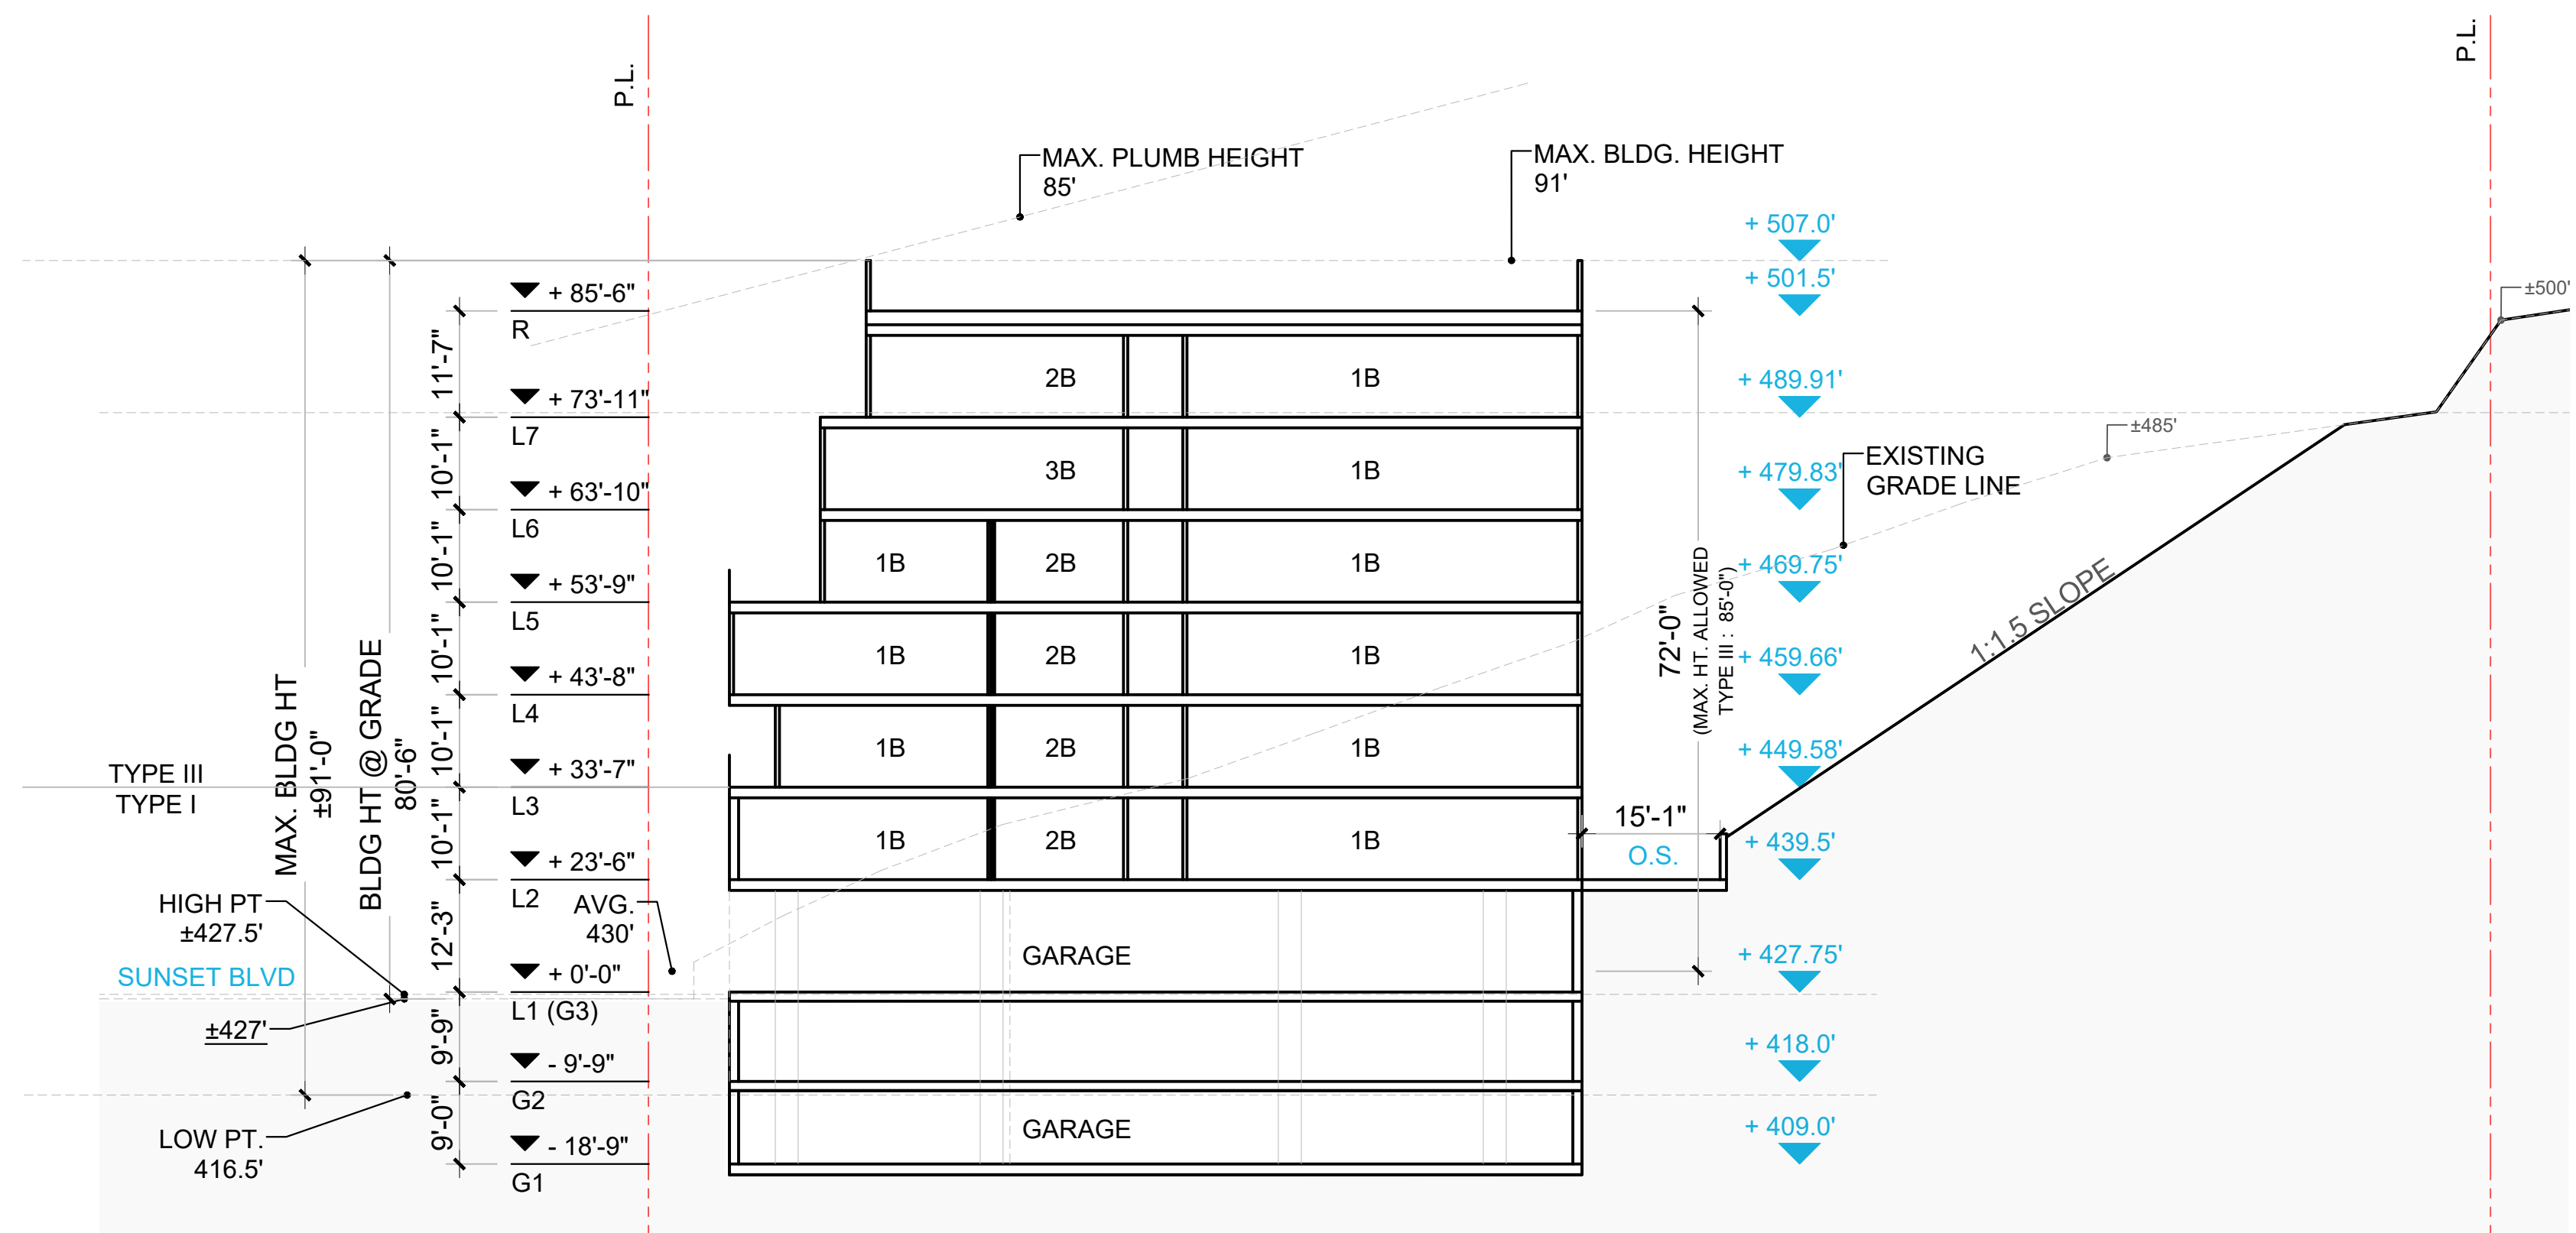 P.L.
P.L.
MAX. PLUMB HEIGHT
85'
MAX. BLDG. HEIGHT
91'
+ 507.0'
+ 501.5'
+ 85'-6"
R
±500'
11'-7"
2B
1B
+ 489.91'
+ 73'-11"
L7
±485'
10'-1"
3B
1B
+ 479.83'
EXISTING
GRADE LINE
+ 63'-10"
L6
10'-1"
1B
2B
1B
+ 469.75'
+ 53'-9"
L5
10'-1"
1B
2B
1B
72'-0"
(MAX. HT. ALLOWED
TYPE III : 85'-0")
+ 459.66'
1:1.5 SLOPE
+ 43'-8"
L4
MAX. BLDG HT
±91'-0"
BLDG HT @ GRADE
80'-6"
10'-1"
1B
2B
1B
+ 449.58'
TYPE III
TYPE I
+ 33'-7"
L3
10'-1"
1B
2B
1B
15'-1"
O.S.
+ 439.5'
+ 23'-6"
L2
HIGH PT
±427.5'
12'-3"
AVG.
430'
GARAGE
+ 427.75'
SUNSET BLVD
+ 0'-0"
L1 (G3)
±427'
9'-9"
+ 418.0'
- 9'-9"
G2
LOW PT.
416.5'
9'-0"
GARAGE
+ 409.0'
- 18'-9"
G1